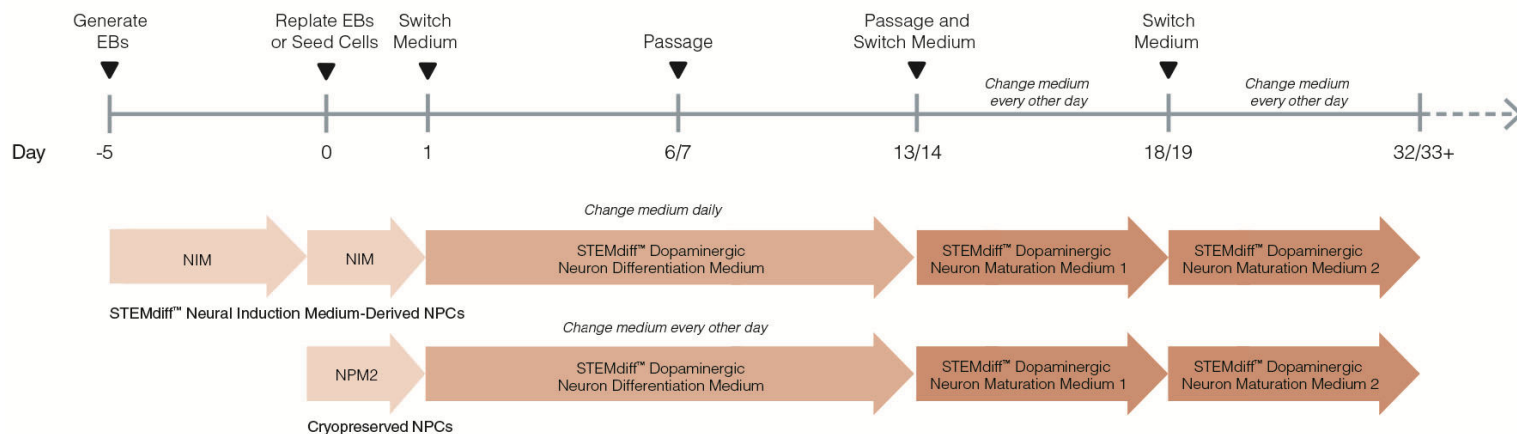 Generate
EBs
Replate EBs
or Seed Cells
Switch
Medium
Passage
Passage and
Switch Medium
Switch
Medium
Change medium
every other day
Change medium
every other day
Day
-5
0
1
6/7
13/14
18/19
32/33+
Change medium daily
NIM
NIM
STEMdiff™ Dopaminergic
Neuron Differentiation Medium
STEMdiff™ Dopaminergic
Neuron Maturation Medium 1
STEMdiff™ Dopaminergic
Neuron Maturation Medium 2
STEMdiff™ Neural Induction Medium-Derived NPCs
Change medium every other day
NPM2
STEMdiff™ Dopaminergic
Neuron Differentiation Medium
STEMdiff™ Dopaminergic
Neuron Maturation Medium 1
STEMdiff™ Dopaminergic
Neuron Maturation Medium 2
Cryopreserved NPCs